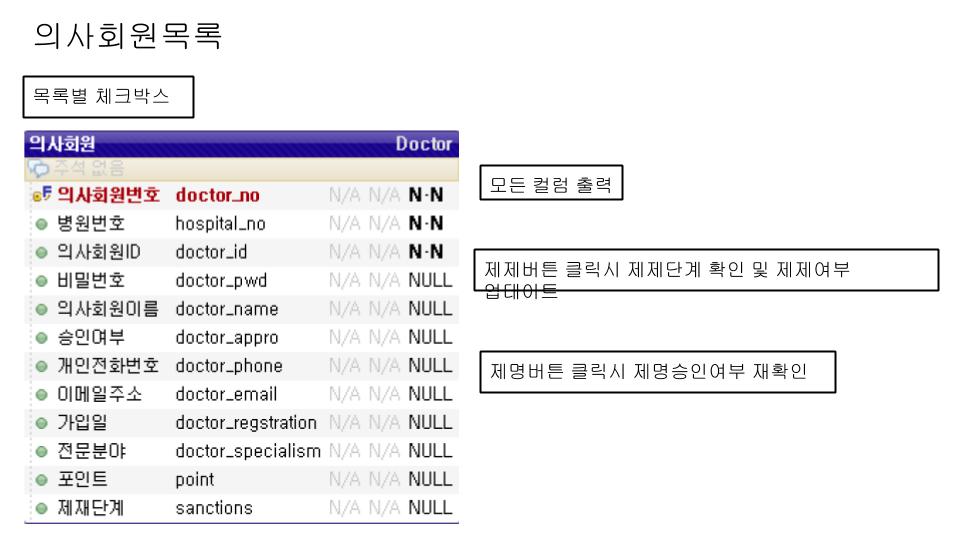 의사회원목록
목록별 체크박스
의사회원 Doctor
주석 없음
의사회원번호 doctor_no N/A N/A N·N
병원번호 hospital_no N/A N/A N·N
의사회원ID doctor_id N/A N/A N·N
비밀번호 doctor_pwd N/A N/A NULL
의사회원이름 doctor_name N/A N/A NULL
승인여부 doctor_appro N/A N/A NULL
개인전화번호 doctor_phone N/A N/A NULL
이메일주소 doctor_email N/A N/A NULL
가입일 doctor_regstration N/A N/A NULL
전문분야 doctor_specialism N/A N/A NULL
포인트 point N/A N/A NULL
제재단계 sanctions N/A N/A NULL
모든 컬럼 출력
제제버튼 클릭시 제제단계 확인 및 제제여부
업데이트
제명버튼 클릭시 제명승인여부 재확인